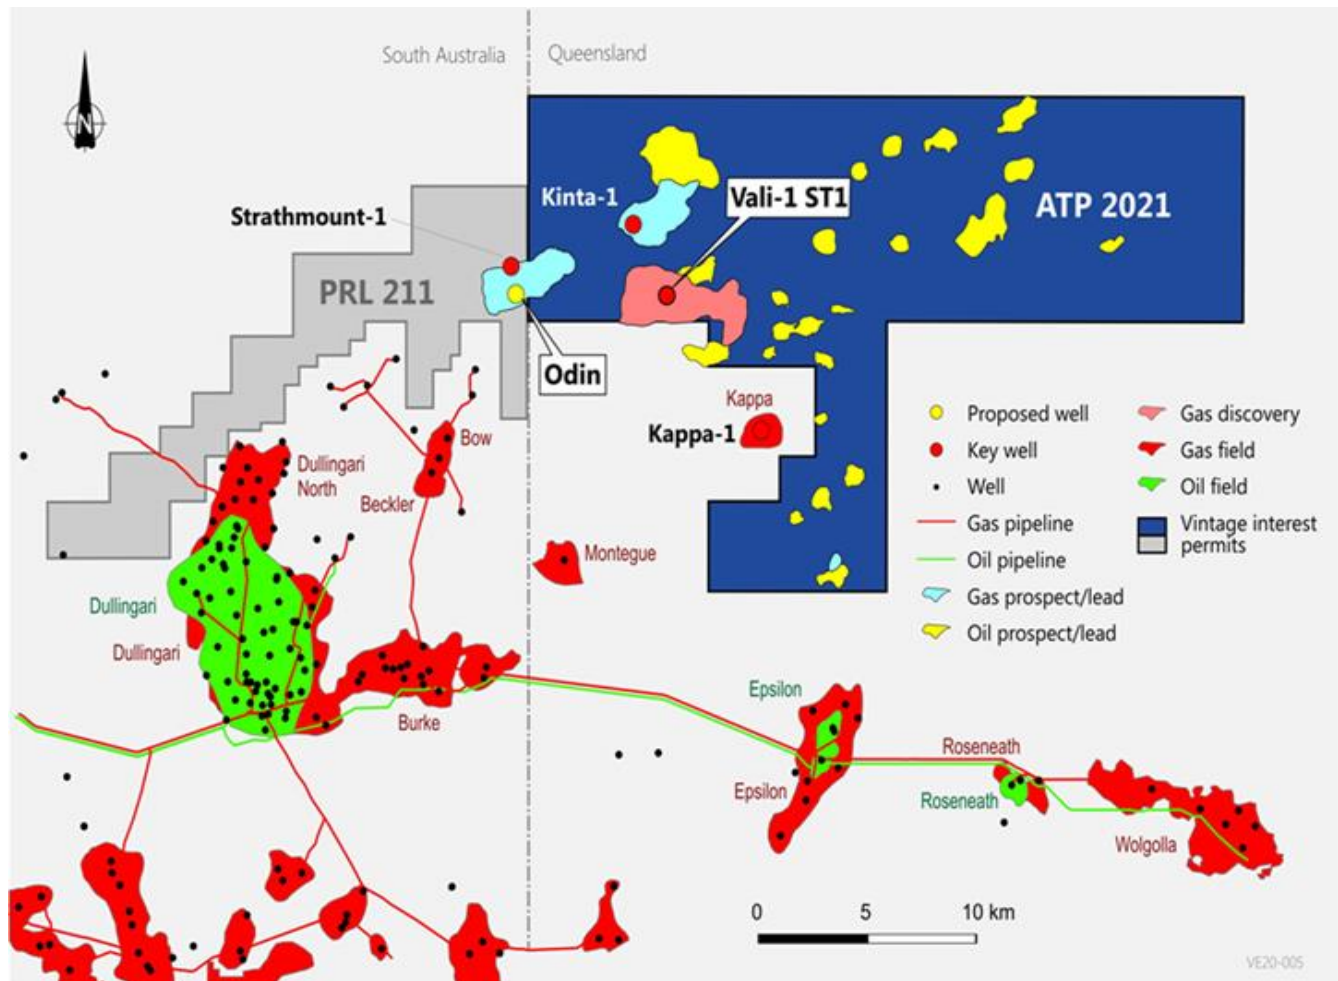 South Australia
Queensland
N
Kinta-1
Vali-1 ST1
Strathmount-1
ATP 2021
PRL 211
Odin
Kappa
Kappa-1
Bow
Dullingari
North
Beckler
Montegue
Dullingari
Dullingari
Burke
Epsilon
Epsilon
Roseneath
Roseneath
Wolgolla
Proposed well
Key well
Well
Gas pipeline
Oil pipeline
Gas prospect/lead
Oil prospect/lead
Gas discovery
Gas field
Oil field
Vintage interest
permits
0 5 10 km
VE20-005